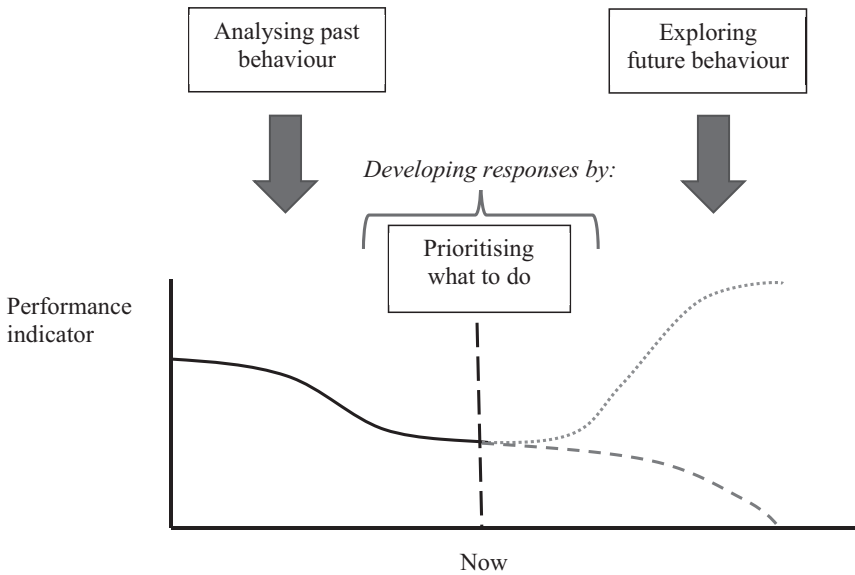 Analysing past
behaviour
Exploring
future behaviour
Developing responses by:
Prioritising
what to do
Performance
indicator
Now